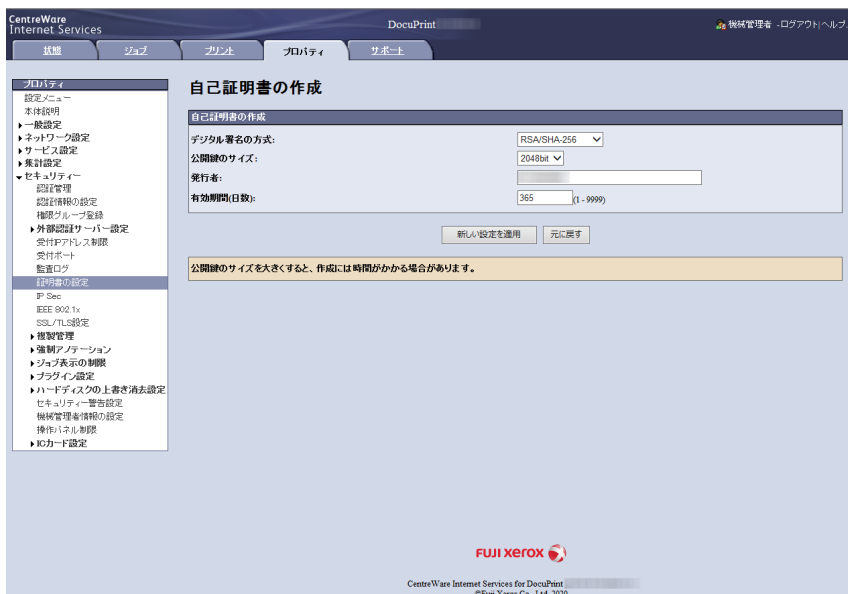 CentreWare
Internet Services
DocuPrint
機械管理者 -ログアウト|ヘルプ
状態
ジョブ
プリント
プロパティ
サポート
プロパティ
設定メニュー
本体説明
一般設定
ネットワーク設定
サービス設定
集計設定
セキュリティー
認証管理
認証情報の設定
権限グループ登録
外部認証サーバー設定
受付IPアドレス制限
受付ポート
監査ログ
証明書の設定
IP Sec
IEEE 802.1x
SSL/TLS設定
複製管理
強制アノテーション
ジョブ表示の制限
プラグイン設定
ハードディスクの上書き消去設定
セキュリティー警告設定
機械管理者情報の設定
操作パネル制限
ICカード設定
自己証明書の作成
自己証明書の作成
デジタル署名の方式: RSA/SHA-256
公開鍵のサイズ: 2048bit
発行者:
有効期間(日数): 365 (1 - 9999)
新しい設定を適用 元に戻す
公開鍵のサイズを大きくすると、作成には時間がかかる場合があります。
FUJI XEROX
CentreWare Internet Services for DocuPrint
©Fuji Xerox Co., Ltd. 2020